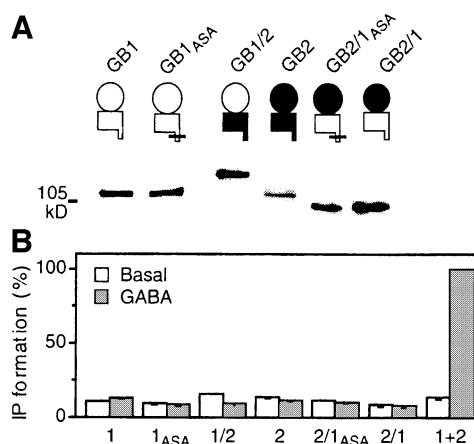 A
GB1 GB1ASA GB1/2 GB2 GB2/1ASA GB2/1
105
kD
B
100
Basal
GABA
50
0
IP formation (%)
1 1ASA 1/2 2 2/1ASA 2/1 1+2